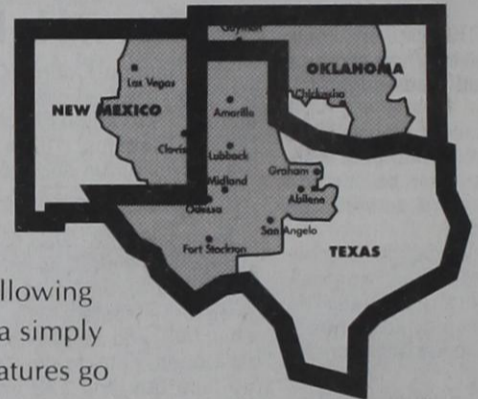 Guymon
OKLAHOMA
Las Vegas
NEW MEXICO
Chickasha
Amarillo
Clovis
Lubbock
Graham
Midland
Abilene
Odessa
San Angelo
Fort Stockton
TEXAS
llowing
a simply
atures go